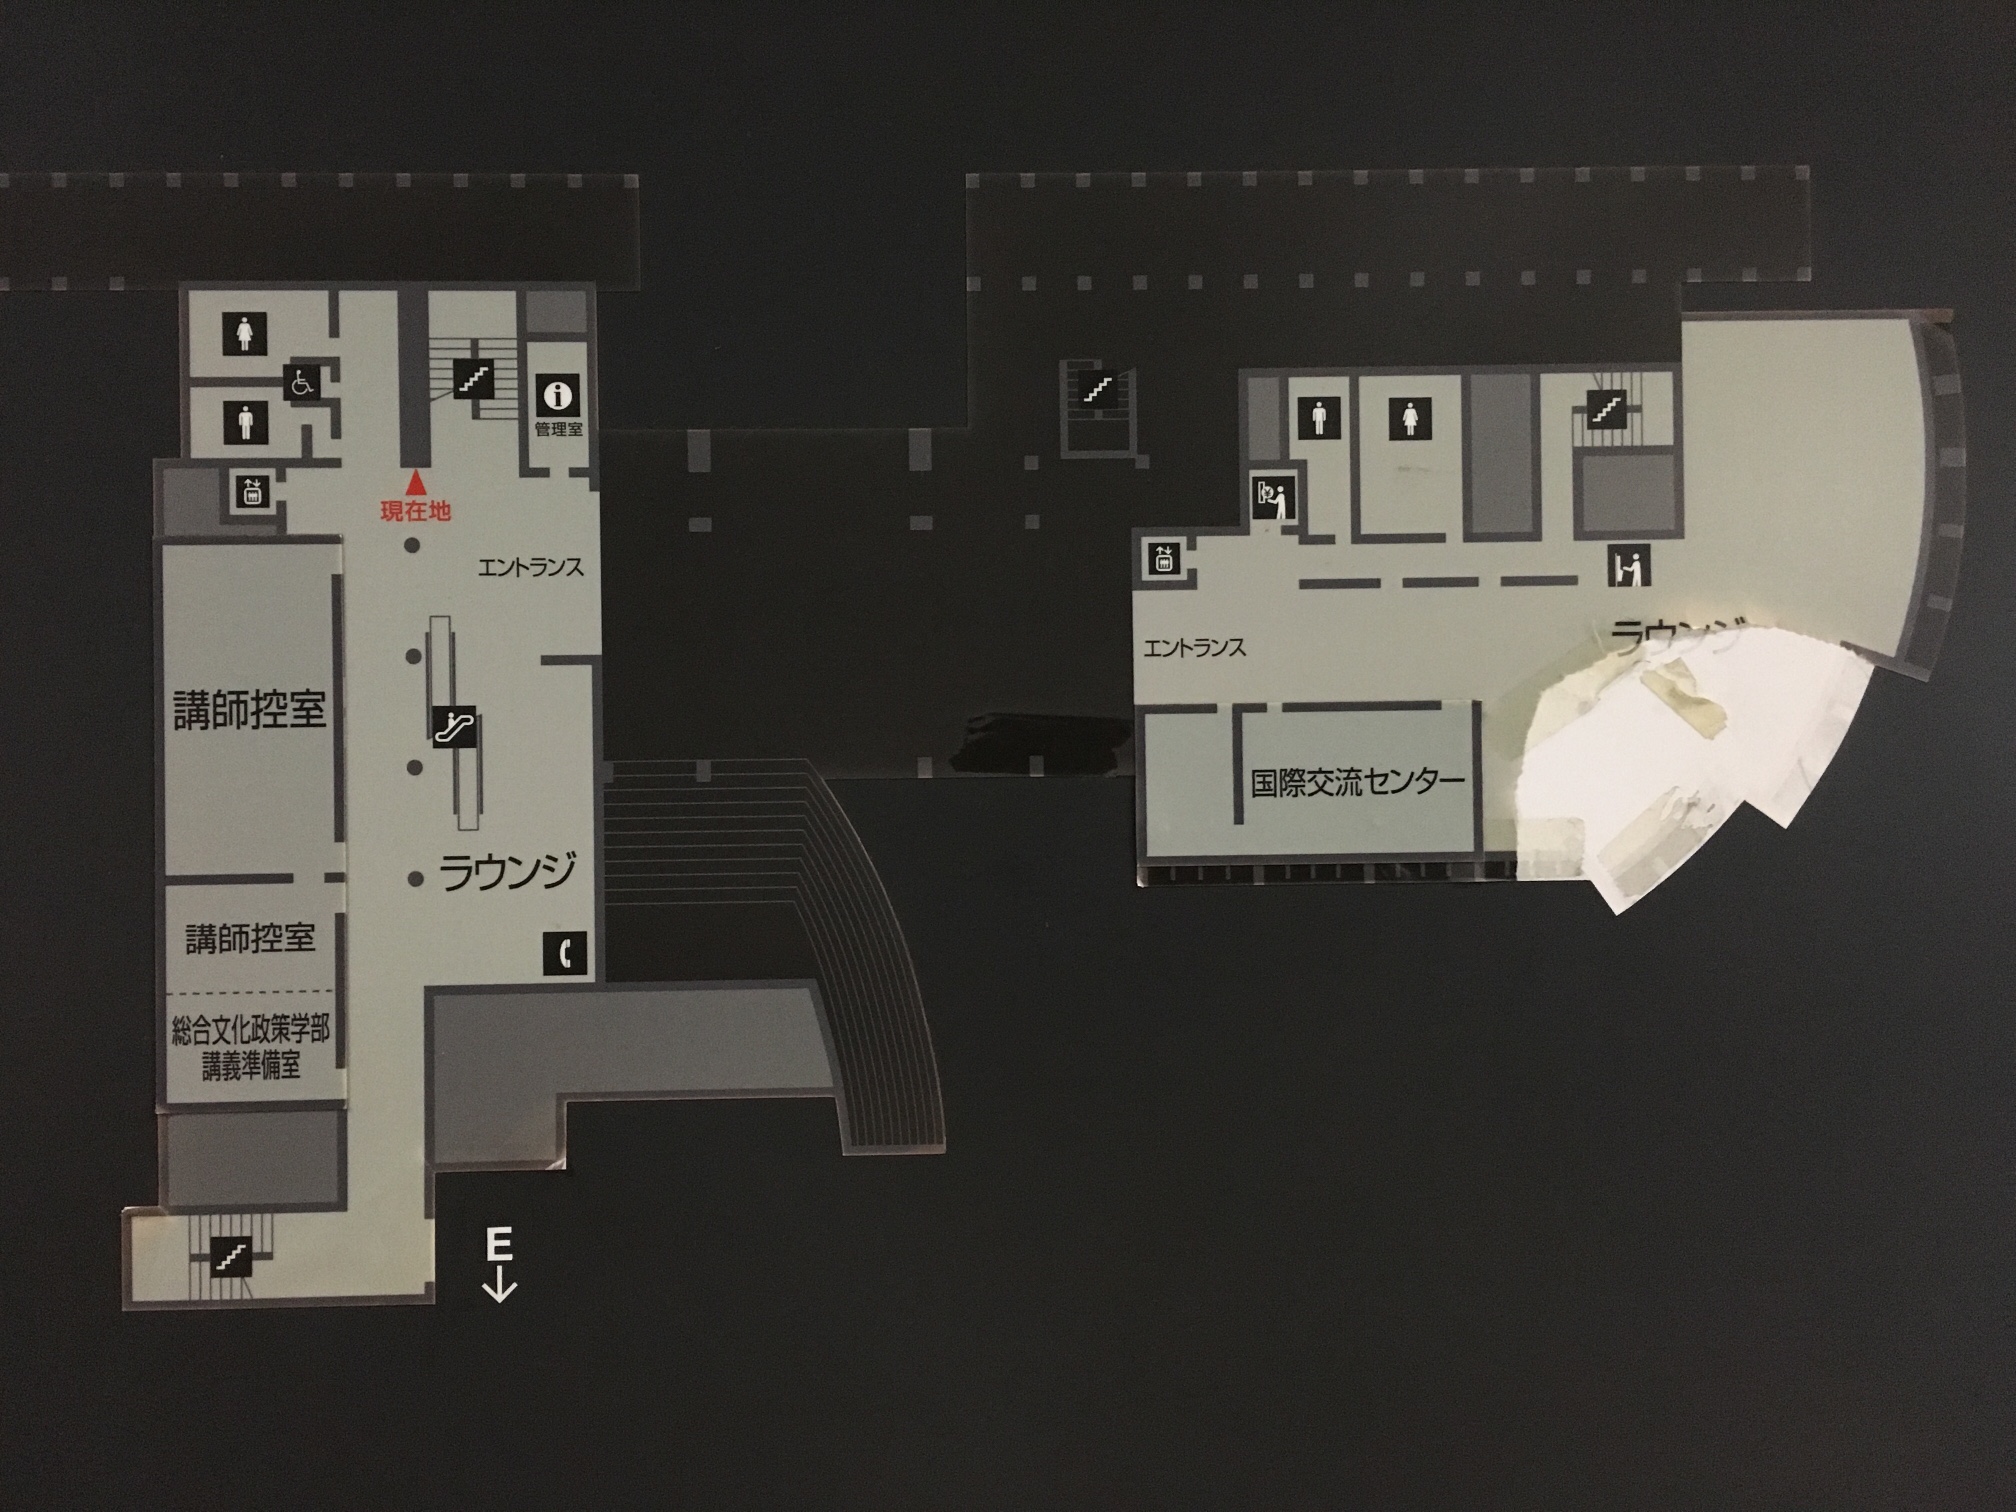 管理室
現在地
エントランス
講師控室
ラウンジ
講師控室
総合文化政策学部
講義準備室
E
エントランス
ラウンジ
国際交流センター